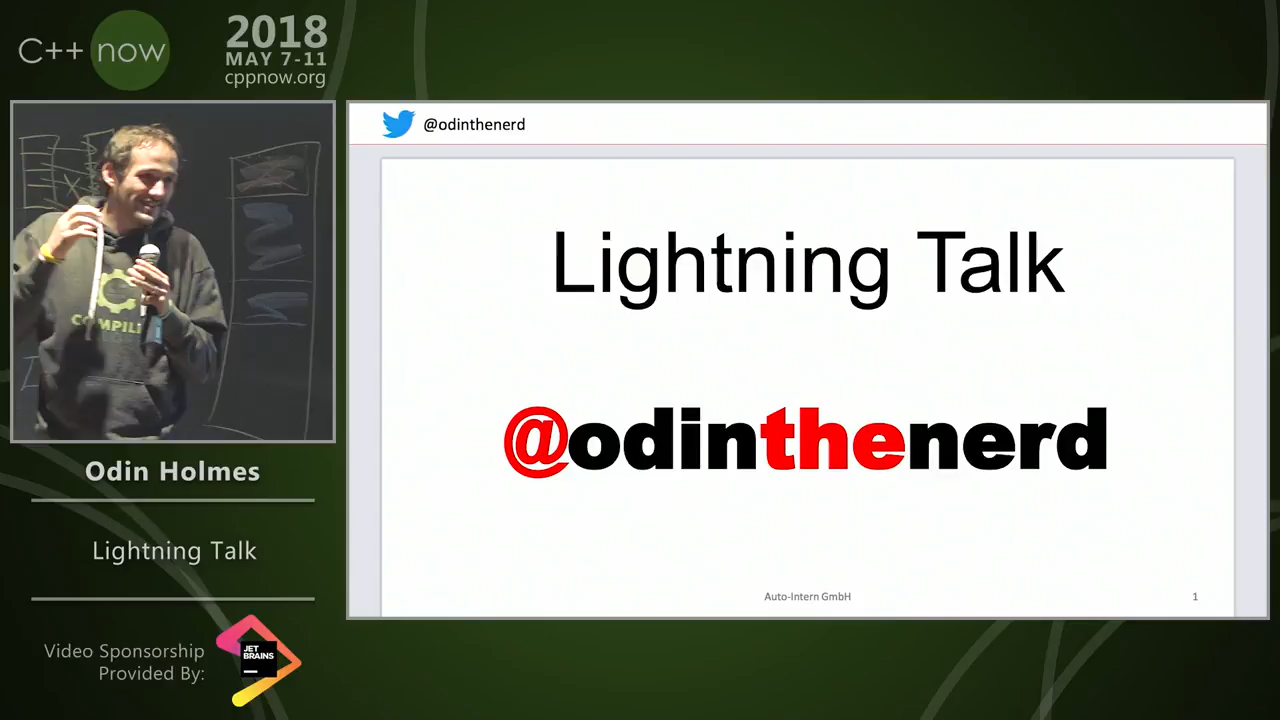 C++ now
2018
MAY 7-11
cppnow.org
@odinthenerd
Lightning Talk
@odinthenerd
Auto-Intern GmbH
1
Odin Holmes
Lightning Talk
Video Sponsorship
Provided By:
JET
BRAINS